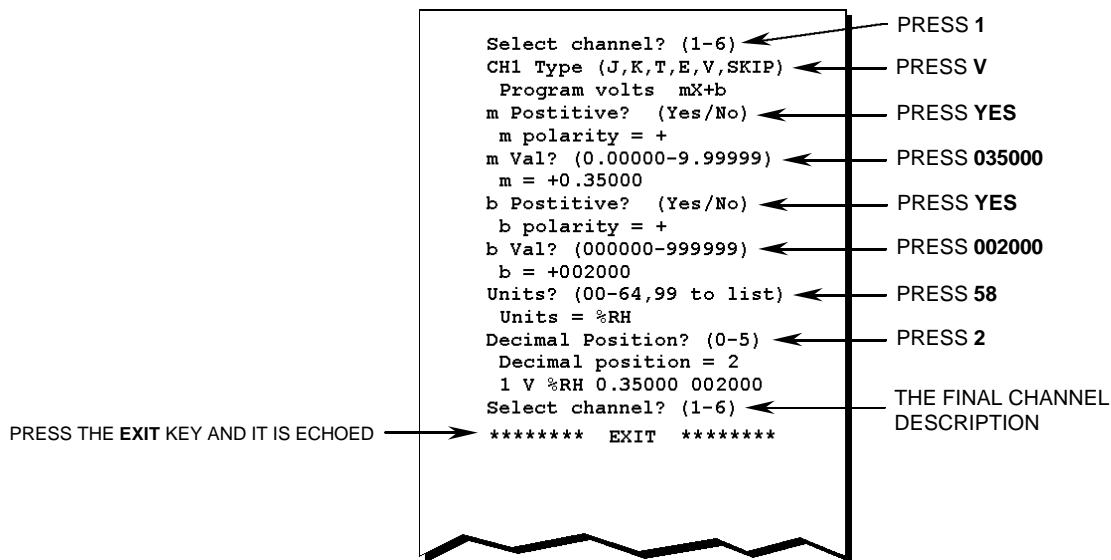 Select channel? (1-6)
PRESS 1
CH1 Type (J,K,T,E,V,SKIP)
PRESS V
Program volts mX+b
m Postitive? (Yes/No)
PRESS YES
m polarity = +
m Val? (0.00000-9.99999)
PRESS 035000
m = +0.35000
b Postitive? (Yes/No)
PRESS YES
b polarity = +
b Val? (000000-999999)
PRESS 002000
b = +002000
Units? (00-64,99 to list)
PRESS 58
Units = %RH
Decimal Position? (0-5)
PRESS 2
Decimal position = 2
1 V %RH 0.35000 002000
Select channel? (1-6)
THE FINAL CHANNEL
DESCRIPTION
PRESS THE EXIT KEY AND IT IS ECHOED
******** EXIT ********